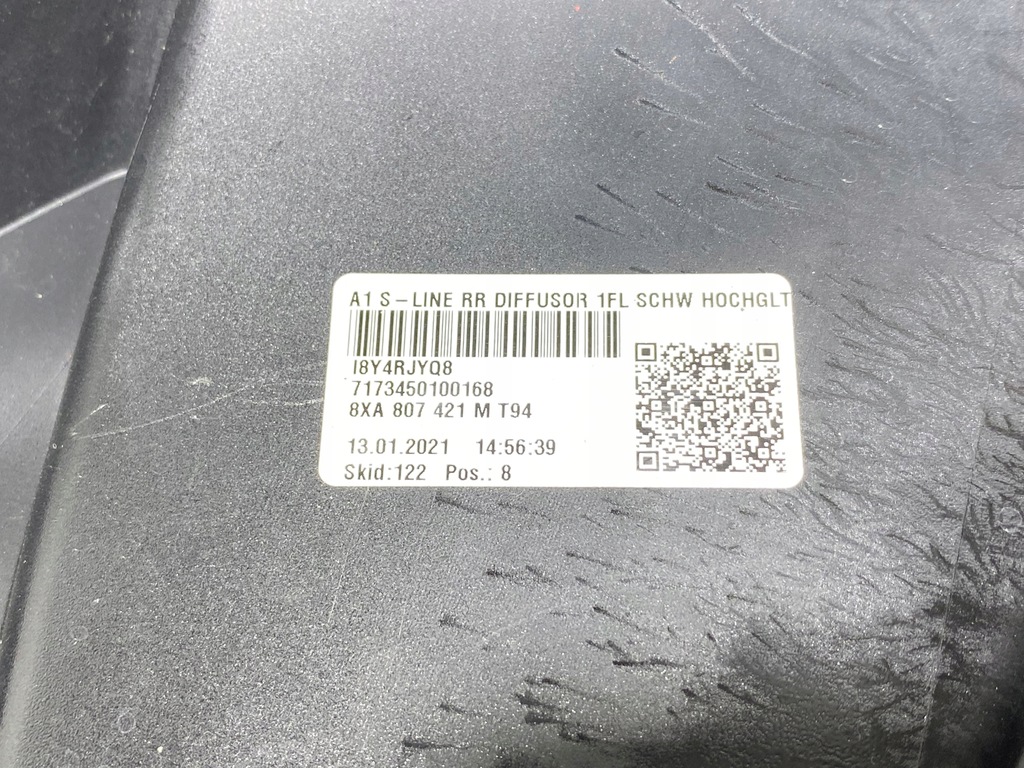 A1 S-LINE RR DIFFUSOR 1FL SCHW HOCHGLT
I8Y4RJYQ8
7173450100168
8XA 807 421 M T94
13.01.2021 14:56:39
Skid:122 Pos.: 8